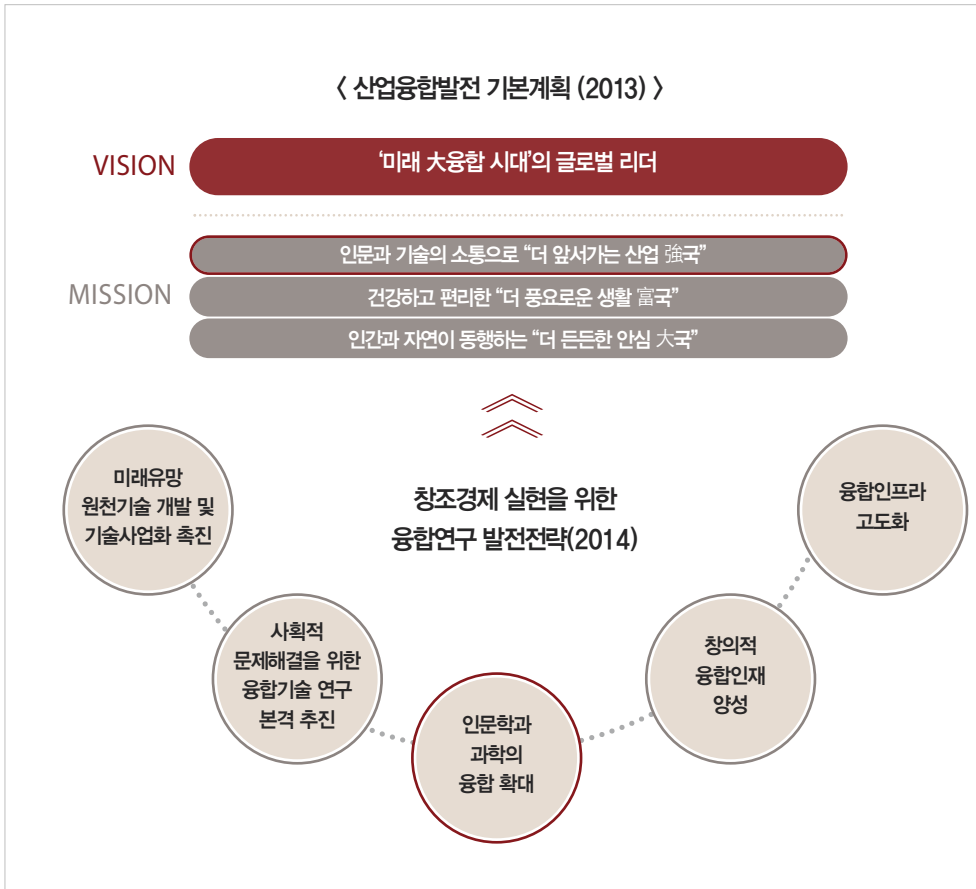 〈 산업융합발전 기본계획 (2013) 〉
VISION
‘미래 大융합 시대’의 글로벌 리더
MISSION
인문과 기술의 소통으로 “더 앞서가는 산업 強국”
건강하고 편리한 “더 풍요로운 생활 富국”
인간과 자연이 동행하는 “더 든든한 안심 大국”
창조경제 실현을 위한
융합연구 발전전략(2014)
미래유망
원천기술 개발 및
기술사업화 촉진
사회적
문제해결을 위한
융합기술 연구
본격 추진
인문학과
과학의
융합 확대
창의적
융합인재
양성
융합인프라
고도화